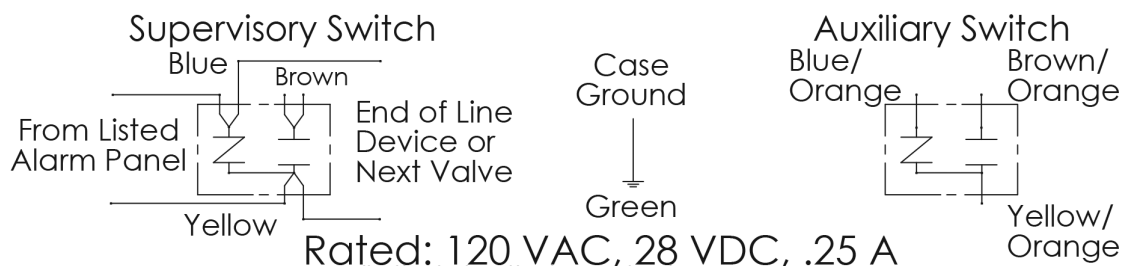 Supervisory Switch
Blue
Brown
From Listed
Alarm Panel
End of Line
Device or
Next Valve
Yellow
Case
Ground
Green
Auxiliary Switch
Blue/
Orange
Brown/
Orange
Yellow/
Orange
Rated: 120 VAC, 28 VDC, .25 A